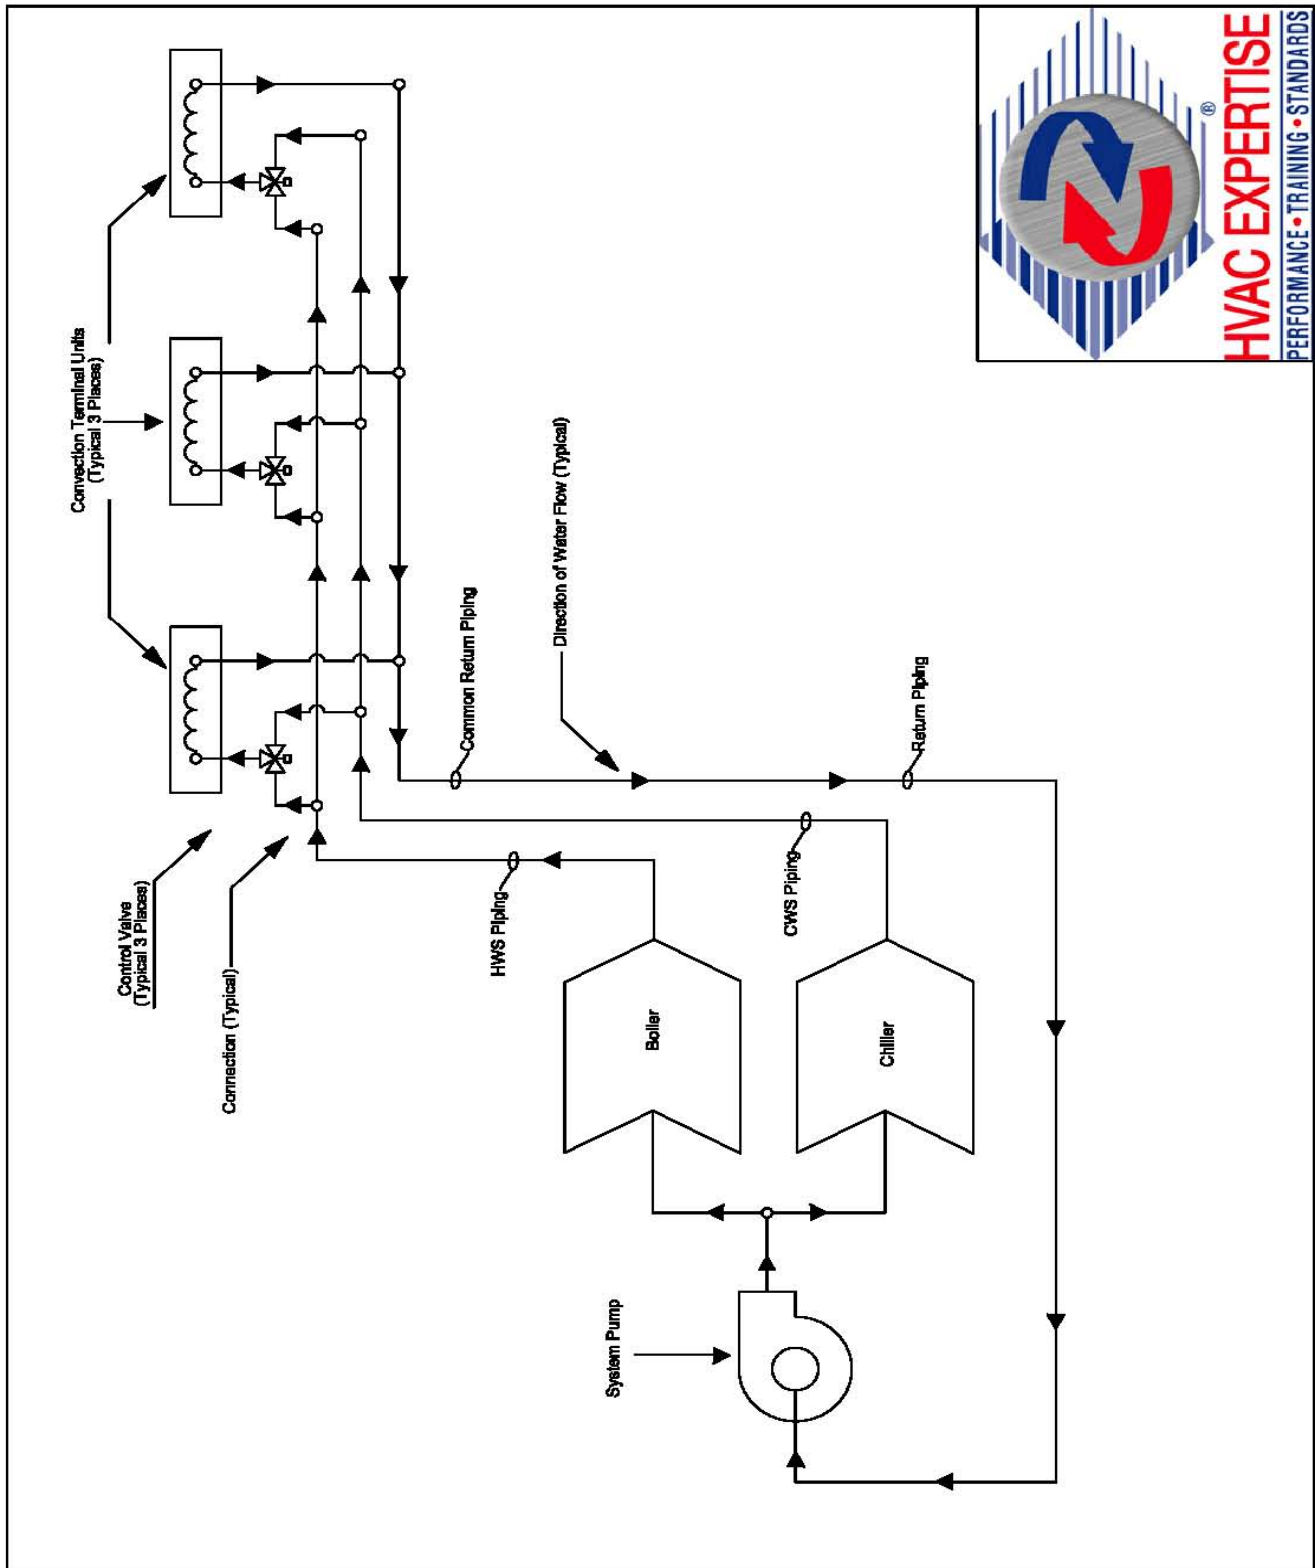 Convection Terminal Units
(Typical 3 Places)
Control Valve
(Typical 3 Places)
Connection (Typical)
HWS Piping
Common Return Piping
Direction of Water Flow (Typical)
CWS Piping
Return Piping
Boiler
Chiller
System Pump
®
HVAC EXPERTISE
PERFORMANCE•TRAINING•STANDARDS